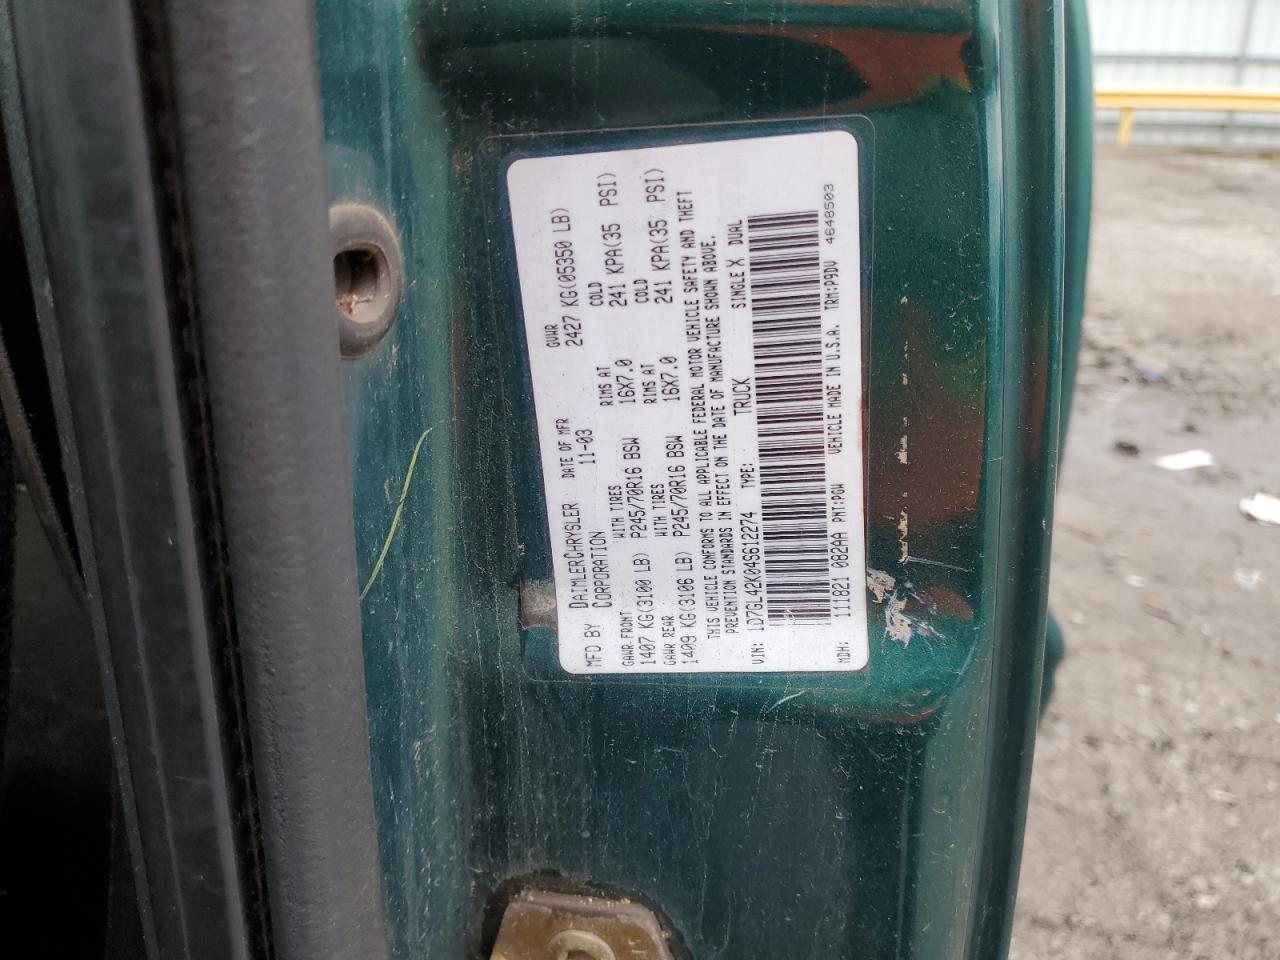 MFD BY DAIMLERCHRYSLER CORPORATION DATE OF MFR 11-03 GVWR 2427 KG(05350 LB)
GAWR FRONT WITH TIRES RIMS AT COLD
1407 KG(3100 LB) P245/70R16 BSW 16X7.0 241 KPA(35 PSI)
GAWR REAR WITH TIRES RIMS AT COLD
1409 KG(3106 LB) P245/70R16 BSW 16X7.0 241 KPA(35 PSI)
THIS VEHICLE CONFORMS TO ALL APPLICABLE FEDERAL MOTOR VEHICLE SAFETY AND THEFT
PREVENTION STANDARDS IN EFFECT ON THE DATE OF MANUFACTURE SHOWN ABOVE.
VIN: 1D7GL42K04S612274 TYPE: TRUCK SINGLE X DUAL
MDH: 111821 082AA PNT:PGW VEHICLE MADE IN U.S.A. TRM:P9DV 4648503